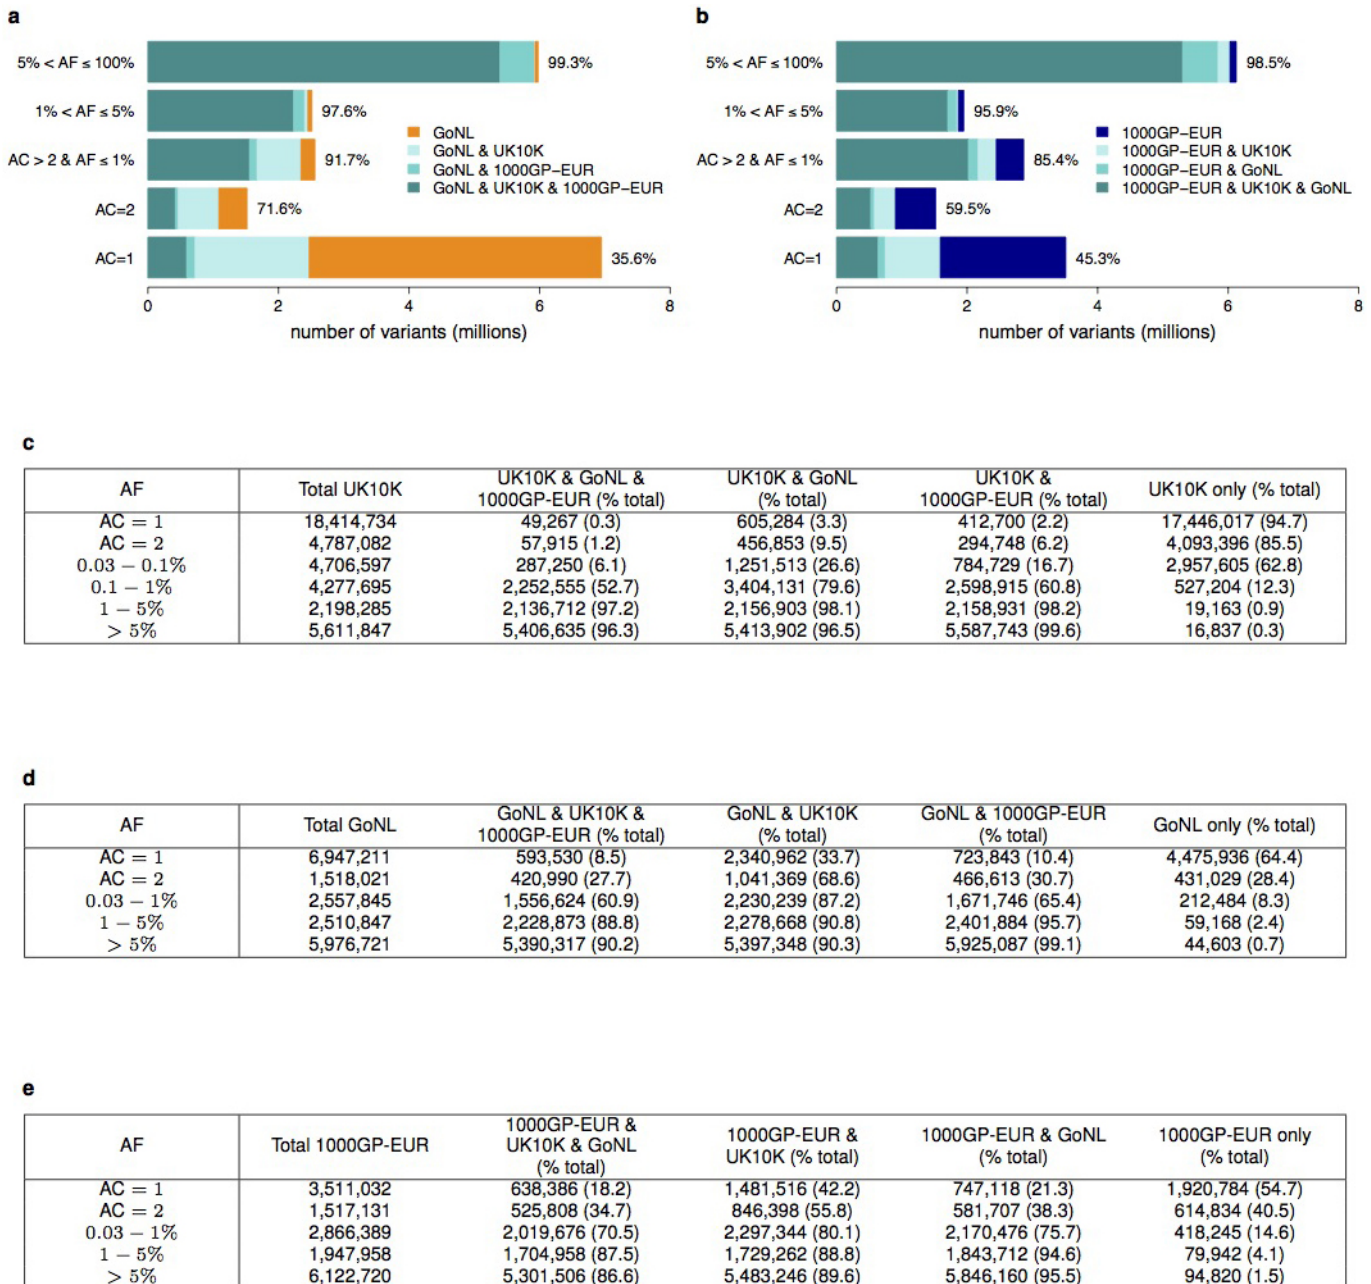 a
5% < AF ≤ 100%
99.3%
1% < AF ≤ 5%
97.6%
AC > 2 & AF ≤ 1%
91.7%
AC=2
71.6%
AC=1
35.6%
GoNL
GoNL & UK10K
GoNL & 1000GP−EUR
GoNL & UK10K & 1000GP−EUR
0 2 4 6 8
number of variants (millions)
b
5% < AF ≤ 100%
98.5%
1% < AF ≤ 5%
95.9%
AC > 2 & AF ≤ 1%
85.4%
AC=2
59.5%
AC=1
45.3%
1000GP−EUR
1000GP−EUR & UK10K
1000GP−EUR & GoNL
1000GP−EUR & UK10K & GoNL
0 2 4 6 8
number of variants (millions)
c
AF Total UK10K UK10K & GoNL & 1000GP-EUR (% total) UK10K & GoNL (% total) UK10K & 1000GP-EUR (% total) UK10K only (% total)
AC = 1 18,414,734 49,267 (0.3) 605,284 (3.3) 412,700 (2.2) 17,446,017 (94.7)
AC = 2 4,787,082 57,915 (1.2) 456,853 (9.5) 294,748 (6.2) 4,093,396 (85.5)
0.03 − 0.1% 4,706,597 287,250 (6.1) 1,251,513 (26.6) 784,729 (16.7) 2,957,605 (62.8)
0.1 − 1% 4,277,695 2,252,555 (52.7) 3,404,131 (79.6) 2,598,915 (60.8) 527,204 (12.3)
1 − 5% 2,198,285 2,136,712 (97.2) 2,156,903 (98.1) 2,158,931 (98.2) 19,163 (0.9)
> 5% 5,611,847 5,406,635 (96.3) 5,413,902 (96.5) 5,587,743 (99.6) 16,837 (0.3)
d
AF Total GoNL GoNL & UK10K & 1000GP-EUR (% total) GoNL & UK10K (% total) GoNL & 1000GP-EUR (% total) GoNL only (% total)
AC = 1 6,947,211 593,530 (8.5) 2,340,962 (33.7) 723,843 (10.4) 4,475,936 (64.4)
AC = 2 1,518,021 420,990 (27.7) 1,041,369 (68.6) 466,613 (30.7) 431,029 (28.4)
0.03 − 1% 2,557,845 1,556,624 (60.9) 2,230,239 (87.2) 1,671,746 (65.4) 212,484 (8.3)
1 − 5% 2,510,847 2,228,873 (88.8) 2,278,668 (90.8) 2,401,884 (95.7) 59,168 (2.4)
> 5% 5,976,721 5,390,317 (90.2) 5,397,348 (90.3) 5,925,087 (99.1) 44,603 (0.7)
e
AF Total 1000GP-EUR 1000GP-EUR & UK10K & GoNL (% total) 1000GP-EUR & UK10K (% total) 1000GP-EUR & GoNL (% total) 1000GP-EUR only (% total)
AC = 1 3,511,032 638,386 (18.2) 1,481,516 (42.2) 747,118 (21.3) 1,920,784 (54.7)
AC = 2 1,517,131 525,808 (34.7) 846,398 (55.8) 581,707 (38.3) 614,834 (40.5)
0.03 − 1% 2,866,389 2,019,676 (70.5) 2,297,344 (80.1) 2,170,476 (75.7) 418,245 (14.6)
1 − 5% 1,947,958 1,704,958 (87.5) 1,729,262 (88.8) 1,843,712 (94.6) 79,942 (4.1)
> 5% 6,122,720 5,301,506 (86.6) 5,483,246 (89.6) 5,846,160 (95.5) 94,820 (1.5)